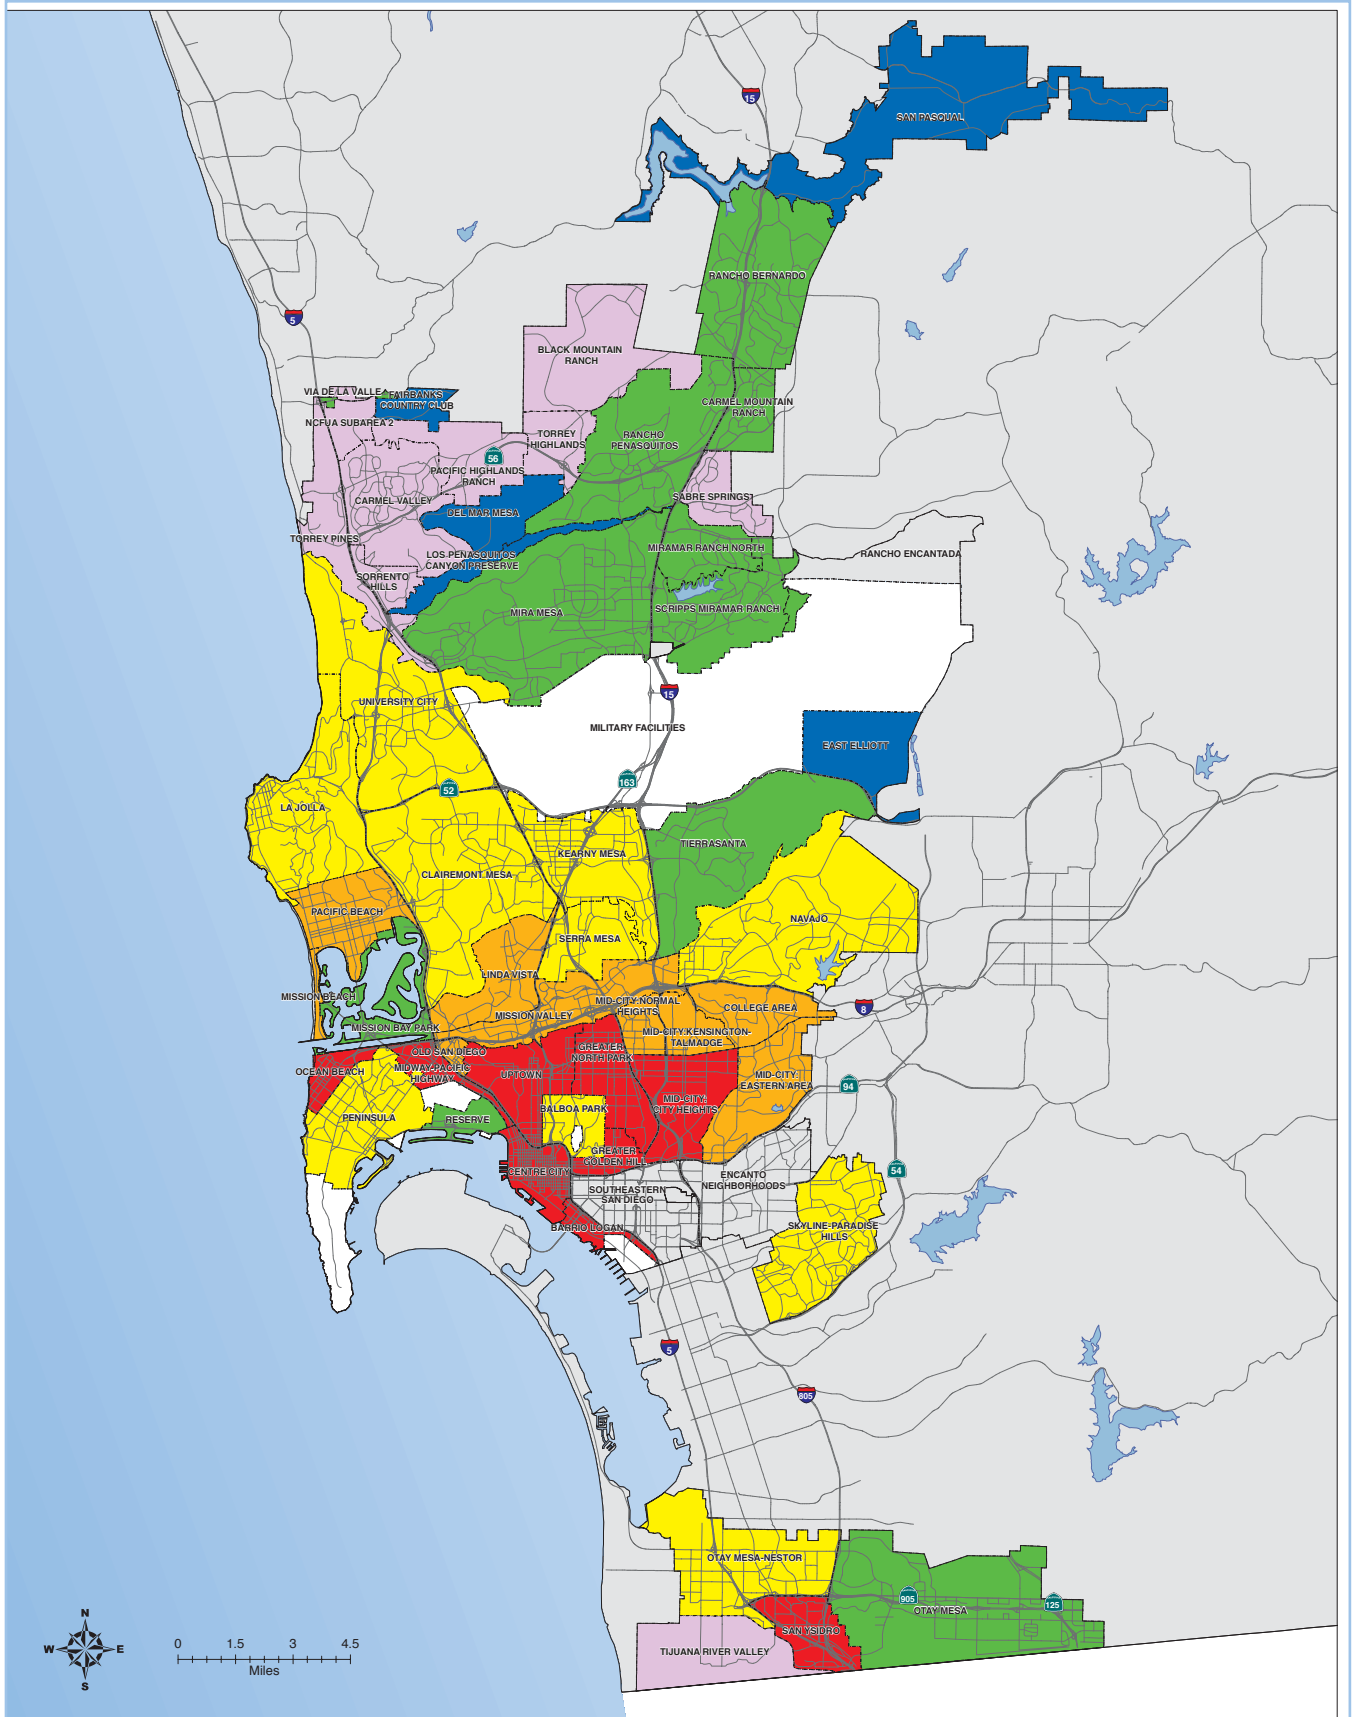 15
SAN PASQUAL
RANCHO BERNARDO
5
BLACK MOUNTAIN
RANCH
VIA DE LA VALLE
FAIRBANKS
COUNTRY CLUB
CARMEL MOUNTAIN
RANCH
NCFUA SUBAREA 2
TORREY
HIGHLANDS
RANCHO
PEÑASQUITOS
56
PACIFIC HIGHLANDS
RANCH
CARMEL VALLEY
SABRE SPRINGS
DEL MAR MESA
TORREY PINES
MIRAMAR RANCH NORTH
RANCHO ENCANTADA
LOS PEÑASQUITOS
CANYON PRESERVE
SORRENTO
HILLS
MIRA MESA
SCRIPPS MIRAMAR RANCH
15
UNIVERSITY CITY
MILITARY FACILITIES
EAST ELLIOTT
163
52
LA JOLLA
TIERRASANTA
KEARNY MESA
CLAIREMONT MESA
PACIFIC BEACH
NAVAJO
SERRA MESA
LINDA VISTA
MISSION BEACH
MID-CITY:NORMAL
HEIGHTS
COLLEGE AREA
8
MISSION VALLEY
MISSION BAY PARK
MID-CITY:KENSINGTON-
TALMADGE
OLD SAN DIEGO
GREATER
NORTH PARK
OCEAN BEACH
MIDWAY-PACIFIC
HIGHWAY
UPTOWN
MID-CITY:
EASTERN AREA
94
MID-CITY:
CITY HEIGHTS
BALBOA PARK
PENINSULA
RESERVE
GREATER
GOLDEN HILL
CENTRE CITY
54
ENCANTO
NEIGHBORHOODS
SOUTHEASTERN
SAN DIEGO
BARRIO LOGAN
SKYLINE-PARADISE
HILLS
5
805
OTAY MESA-NESTOR
905
125
OTAY MESA
SAN YSIDRO
TIJUANA RIVER VALLEY
N
W E
S
0 1.5 3 4.5
Miles